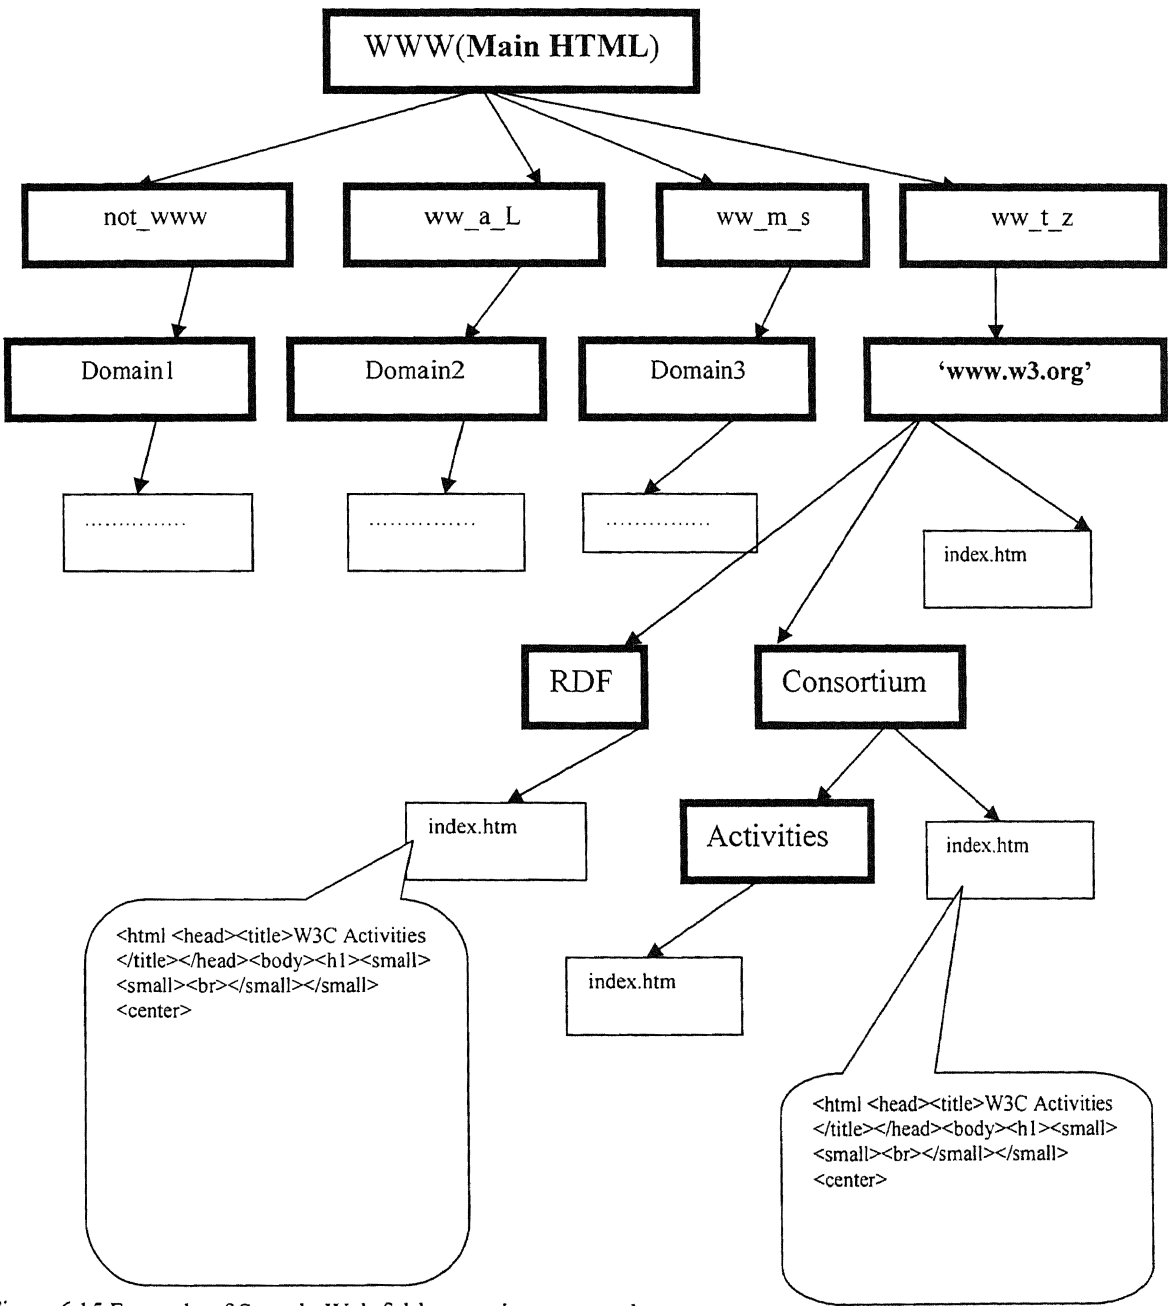 WWW(Main HTML)
not_www
ww_a_L
ww_m_s
ww_t_z
Domain1
Domain2
Domain3
‘www.w3.org’
...............
...............
...............
index.htm
RDF
Consortium
index.htm
Activities
index.htm
<html <head><title>W3C Activities
</title></head><body><h1><small>
<small><br></small></small>
<center>
index.htm
<html <head><title>W3C Activities
</title></head><body><h1><small>
<small><br></small></small>
<center>